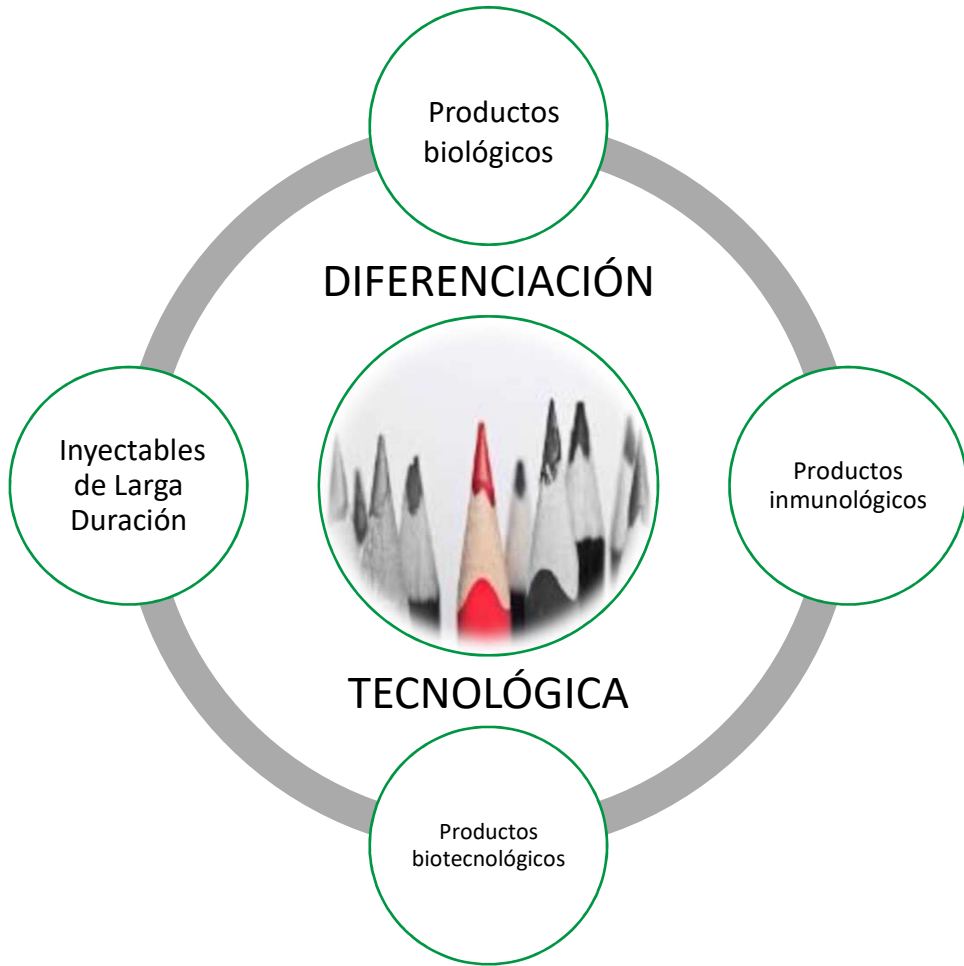 Productos
biológicos
DIFERENCIACIÓN
Inyectables
de Larga
Duración
Productos
inmunológicos
TECNOLÓGICA
Productos
biotecnológicos